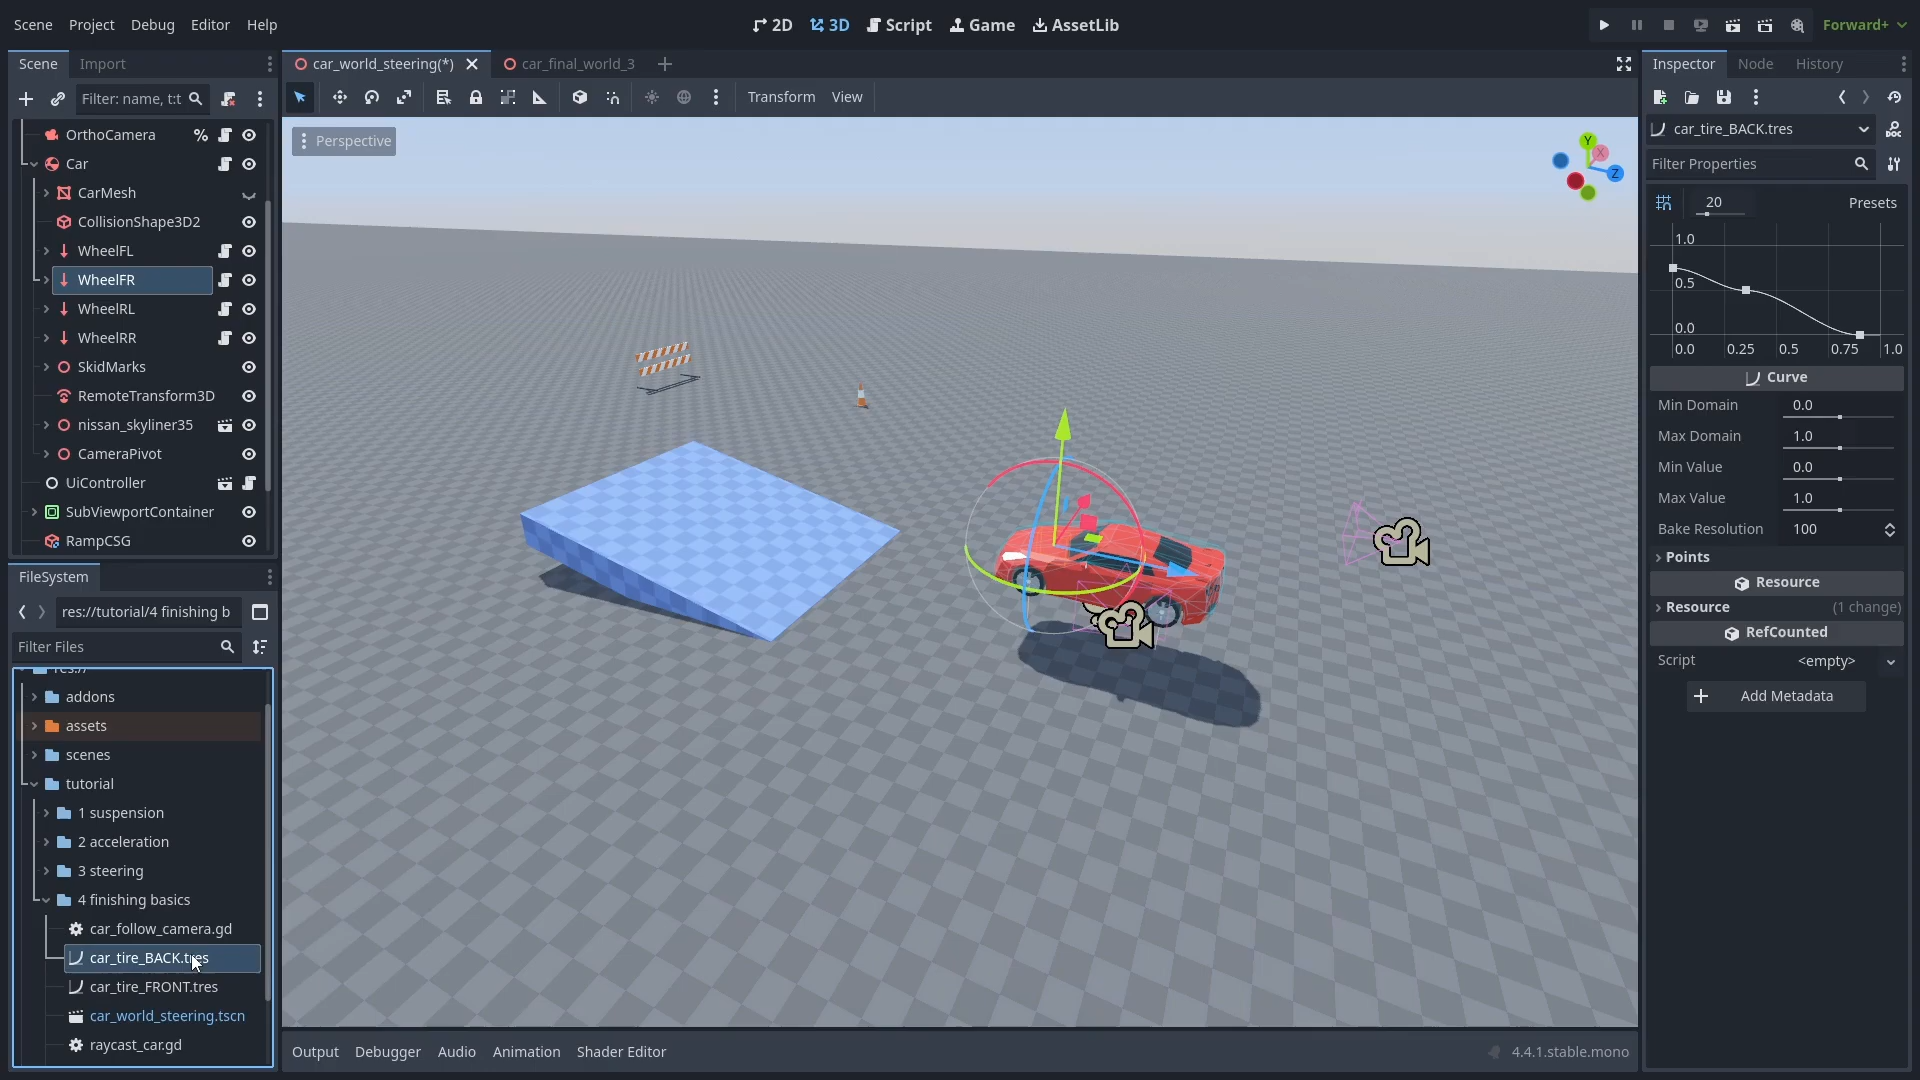 Scene Project Debug Editor Help
2D 3D Script Game AssetLib
Forward+
Scene Import
Filter: name, t:t
OrthoCamera %
Car
CarMesh
CollisionShape3D2
WheelFL
WheelFR
WheelRL
WheelRR
SkidMarks
RemoteTransform3D
nissan_skyliner35
CameraPivot
UiController
SubViewportContainer
RampCSG
FileSystem
res://tutorial/4 finishing b
Filter Files
addons
assets
scenes
tutorial
1 suspension
2 acceleration
3 steering
4 finishing basics
car_follow_camera.gd
car_tire_BACK.tres
car_tire_FRONT.tres
car_world_steering.tscn
raycast_car.gd
car_world_steering(*) car_final_world_3
Transform View
Perspective
Y
X
Z
Output Debugger Audio Animation Shader Editor
4.4.1.stable.mono
Inspector Node History
car_tire_BACK.tres
DOC
Filter Properties
20 Presets
1.0
0.5
0.0
0.0 0.25 0.5 0.75 1.0
Curve
Min Domain 0.0
Max Domain 1.0
Min Value 0.0
Max Value 1.0
Bake Resolution 100
Points
Resource
Resource (1 change)
RefCounted
Script <empty>
Add Metadata